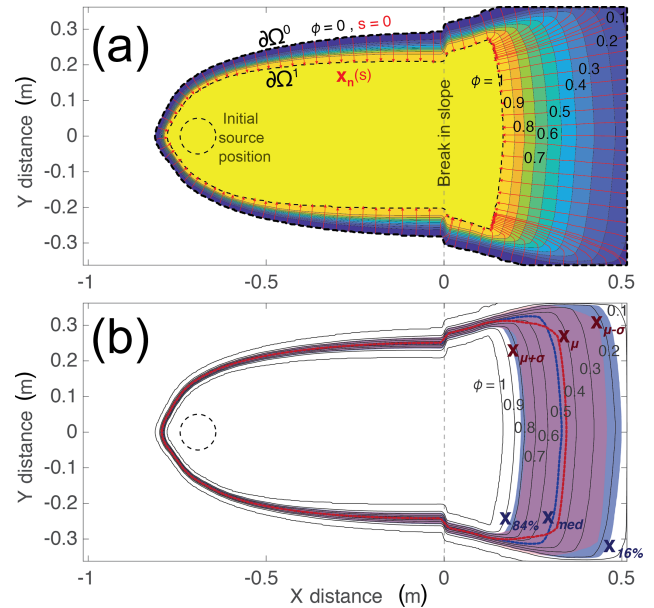 (a)
∂Ω⁰ ϕ=0 , s=0
∂Ω¹
xₙ(s)
Initial
source
position
Break in slope
ϕ= 1
0.9
0.8
0.7
0.6
0.5
0.4
0.3
0.2
0.1
0.3
0.2
0.1
0
-0.1
-0.2
-0.3
Y distance (m)
-1
-0.5
0
0.5
(b)
X_μ+σ
X_μ
X_μ-σ
ϕ = 1
0.9
0.8
0.7
0.6
0.5
0.4
0.3
0.2
0.1
X_84%
X_med
X_16%
0.3
0.2
0.1
0
-0.1
-0.2
-0.3
Y distance (m)
-1
-0.5
0
0.5
X distance (m)